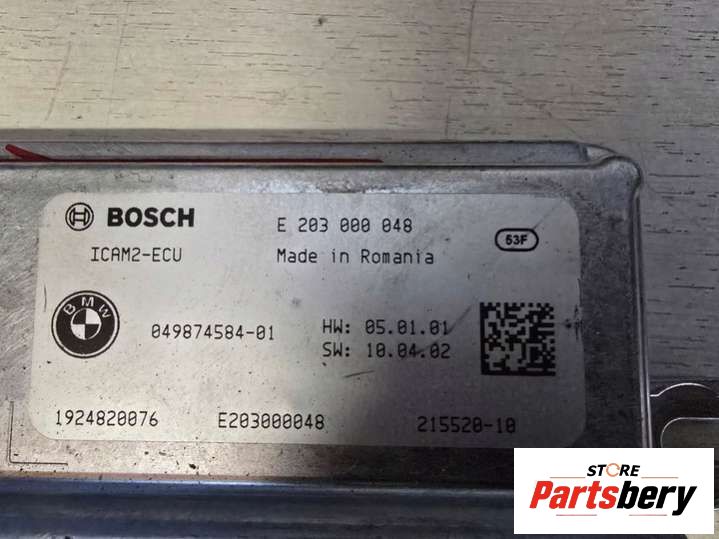 BOSCH E 203 000 048
ICAM2-ECU Made in Romania 53F
BMW
049874584-01 HW: 05.01.01
SW: 10.04.02
1924820076 E203000048 215520-10
STORE
Partsbery